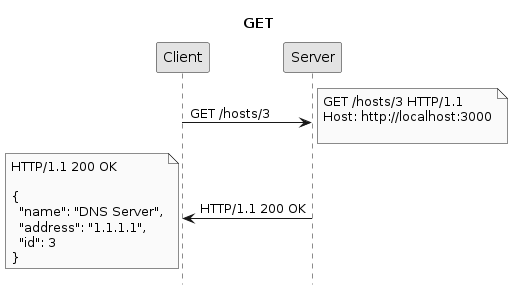 GET
Client
Server
GET /hosts/3
GET /hosts/3 HTTP/1.1
Host: http://localhost:3000
HTTP/1.1 200 OK
{
  "name": "DNS Server",
  "address": "1.1.1.1",
  "id": 3
}
HTTP/1.1 200 OK